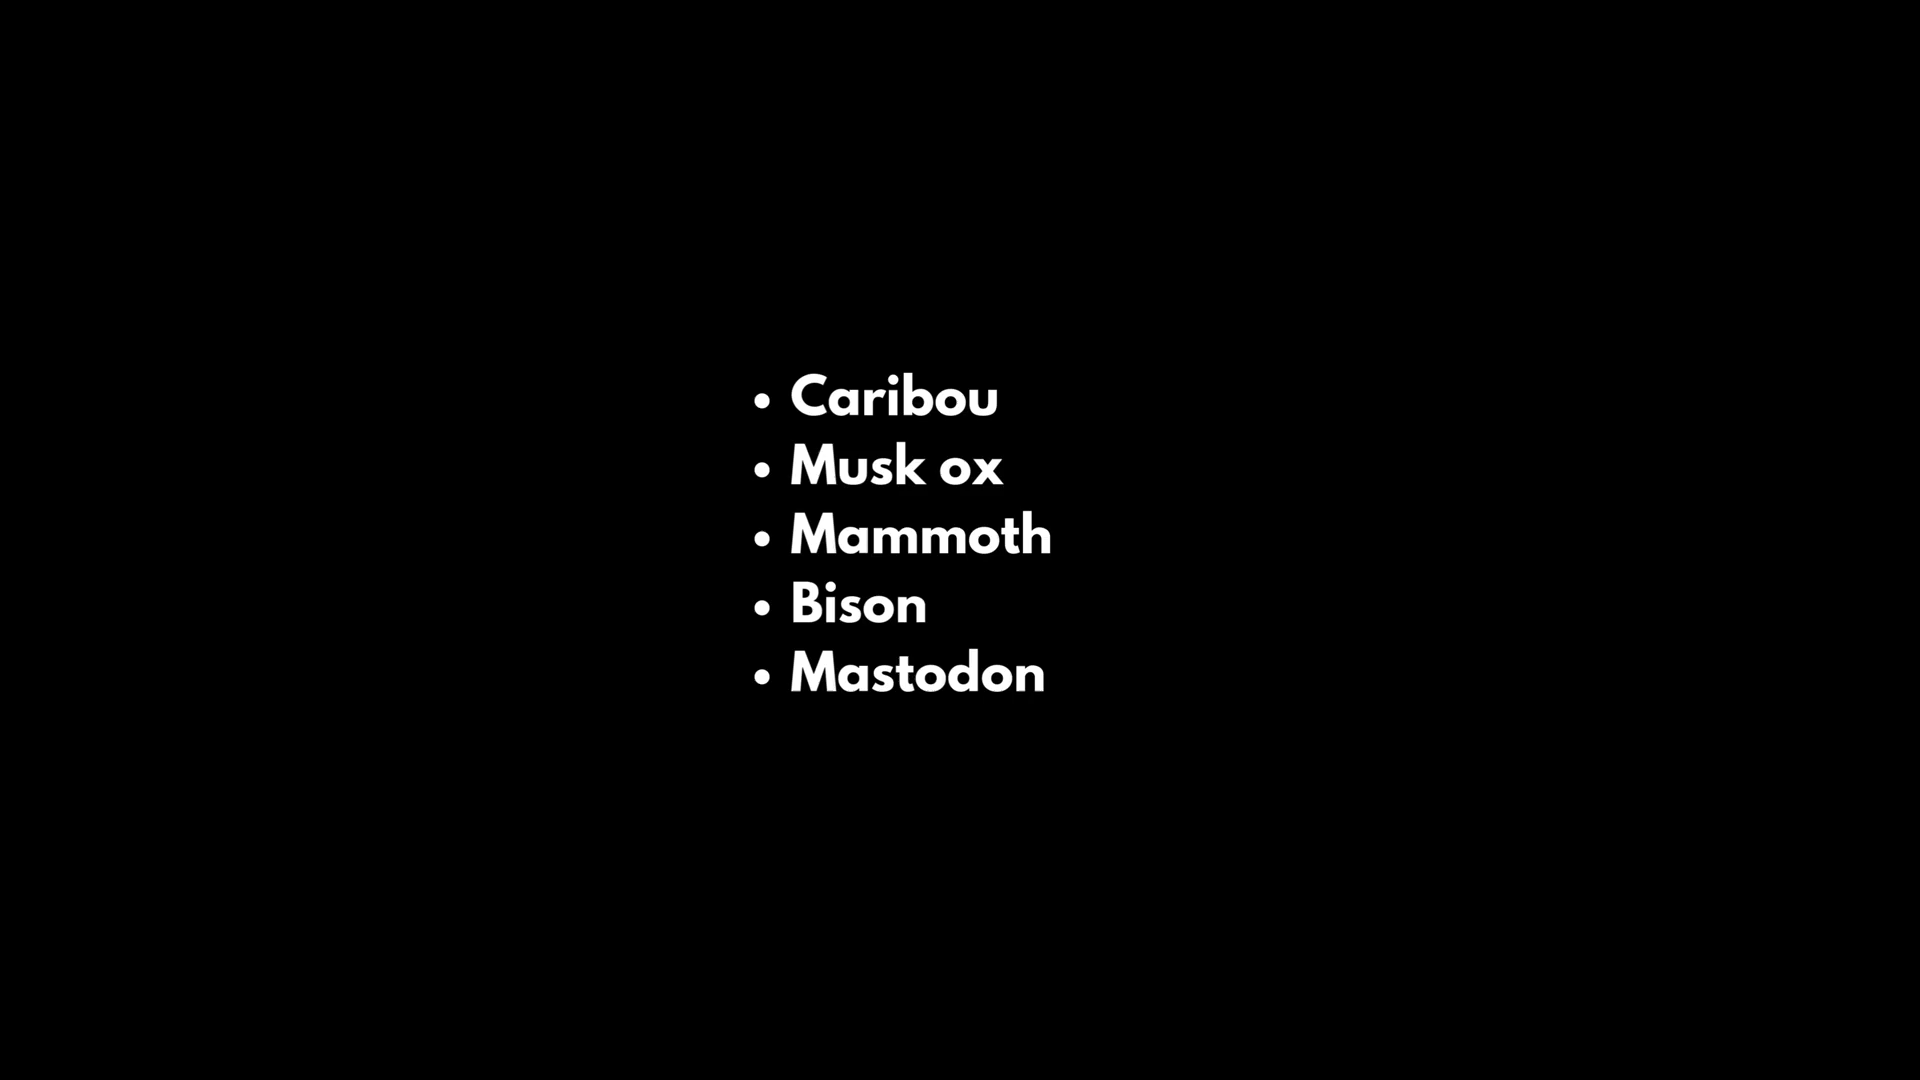 • Caribou
• Musk ox
• Mammoth
• Bison
• Mastodon